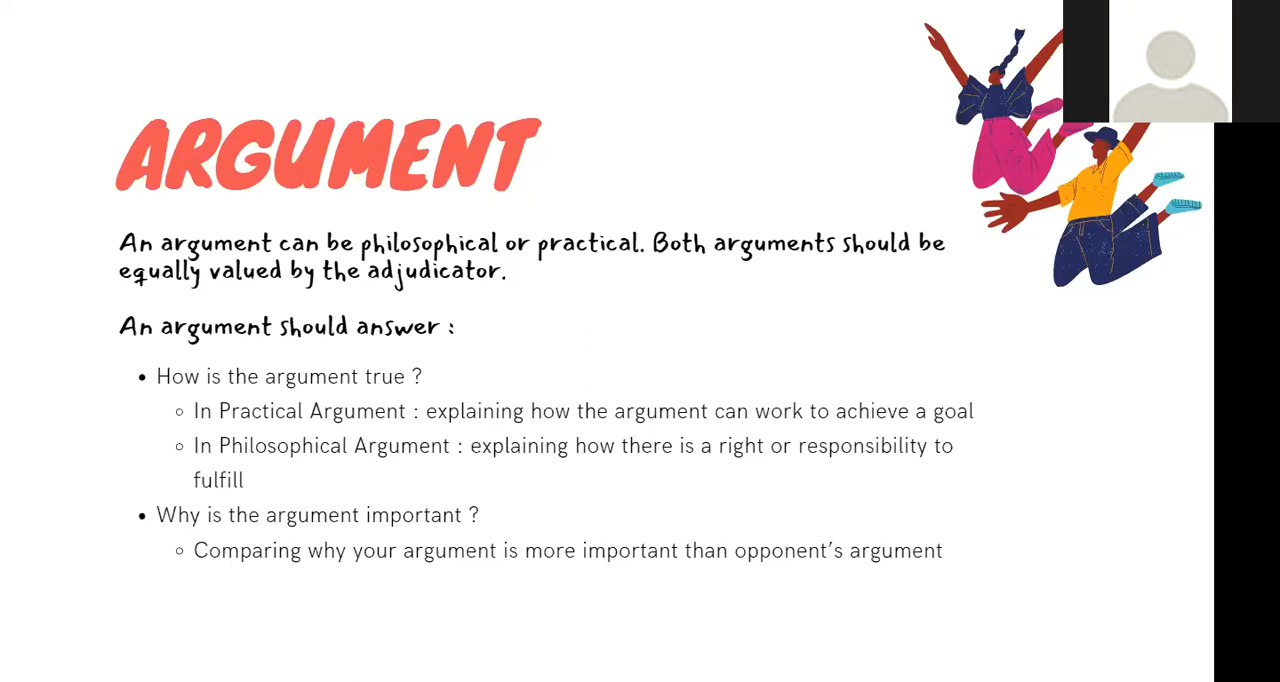 ARGUMENT
An argument can be philosophical or practical. Both arguments should be
equally valued by the adjudicator.
An argument should answer :
• How is the argument true ?
◦ In Practical Argument : explaining how the argument can work to achieve a goal
◦ In Philosophical Argument : explaining how there is a right or responsibility to
fulfill
• Why is the argument important ?
◦ Comparing why your argument is more important than opponent’s argument